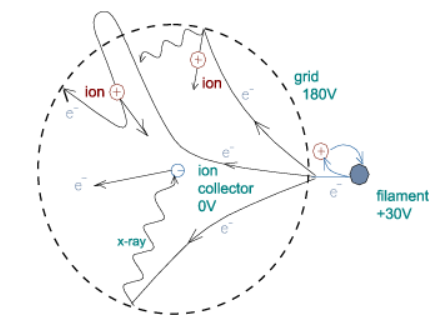 ion
e⁻
ion
grid
180V
e⁻
+
+
e⁻
ion
collector
0V
-
e⁻
+
e⁻
filament
+30V
x-ray
e⁻